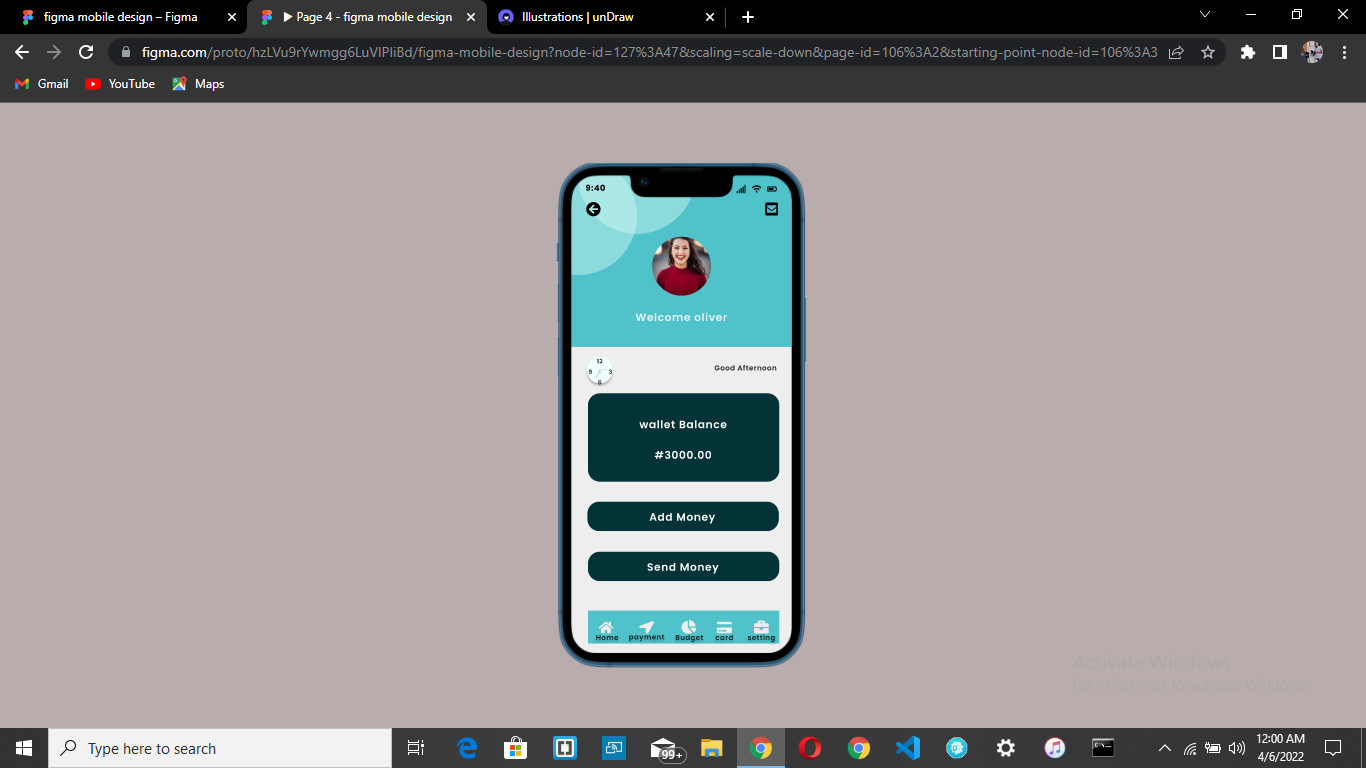 figma mobile design – Figma
Page 4 - figma mobile design
Illustrations | unDraw
figma.com/proto/hzLVu9rYwmgg6LuVlPIiBd/figma-mobile-design?node-id=127%3A47&scaling=scale-down&page-id=106%3A2&starting-point-node-id=106%3A3
Gmail
YouTube
Maps
9:40
Welcome oliver
12
9 3
6
Good Afternoon
wallet Balance
#3000.00
Add Money
Send Money
Home payment Budget card setting
Activate Windows
Go to Settings to activate Windows.
Type here to search
99+
12:00 AM
4/6/2022